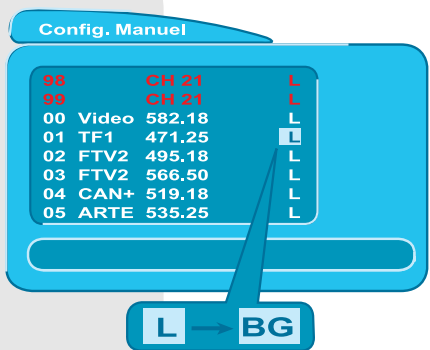 Config. Manuel
98 CH 21 L
99 CH 21 L
00 Video 582.18 L
01 TF1 471.25 L
02 FTV2 495.18 L
03 FTV2 566.50 L
04 CAN+ 519.18 L
05 ARTE 535.25 L
L → BG